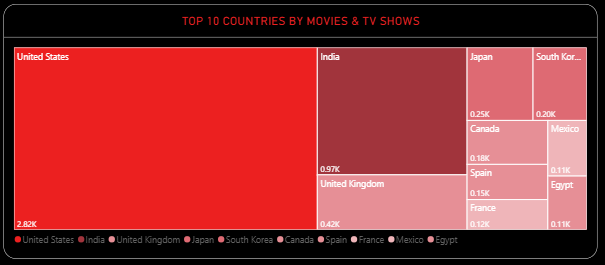 TOP 10 COUNTRIES BY MOVIES & TV SHOWS
United States
2.82K
India
0.97K
United Kingdom
0.42K
Japan
0.25K
South Kor...
0.20K
Canada
0.18K
Mexico
0.11K
Spain
0.15K
France
0.12K
Egypt
0.11K
United States India United Kingdom Japan South Korea Canada Spain France Mexico Egypt